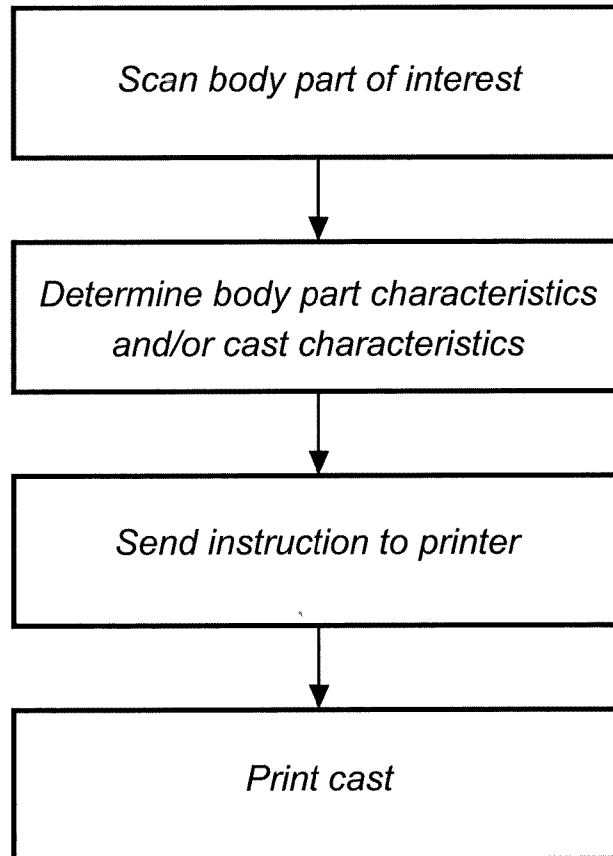 Scan body part of interest
Determine body part characteristics
and/or cast characteristics
Send instruction to printer
Print cast